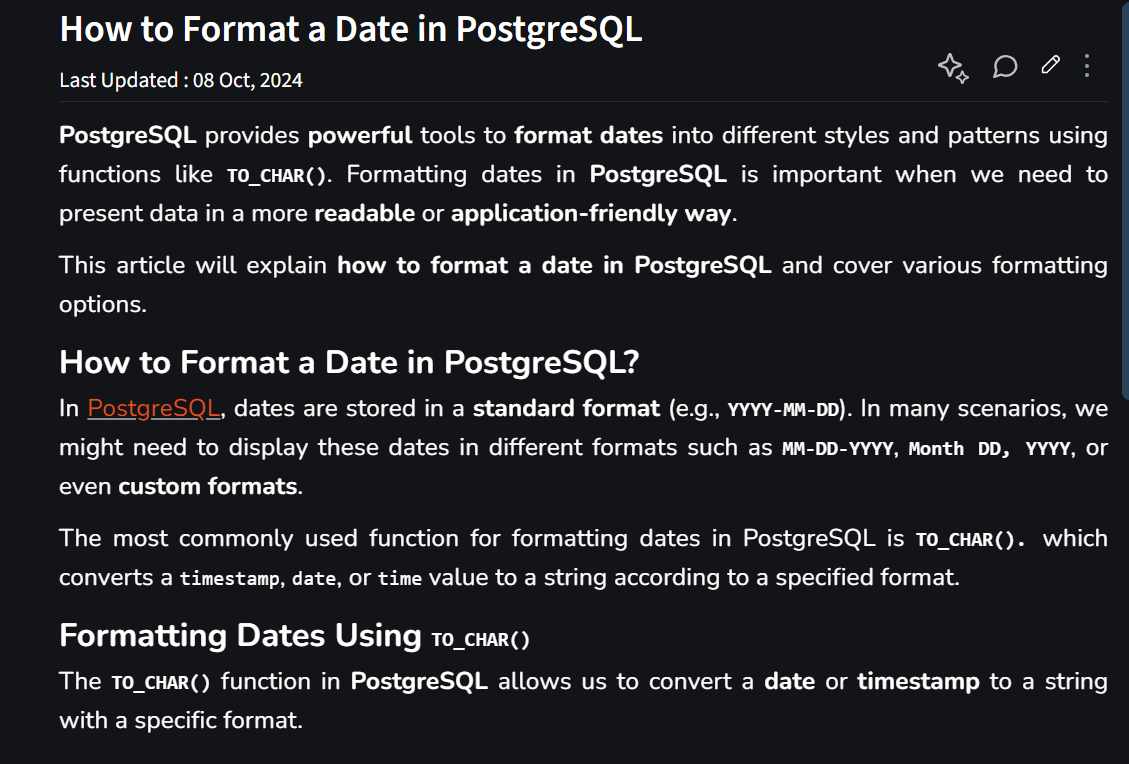 How to Format a Date in PostgreSQL
Last Updated : 08 Oct, 2024
PostgreSQL provides powerful tools to format dates into different styles and patterns using
functions like TO_CHAR(). Formatting dates in PostgreSQL is important when we need to
present data in a more readable or application-friendly way.
This article will explain how to format a date in PostgreSQL and cover various formatting
options.
How to Format a Date in PostgreSQL?
In PostgreSQL, dates are stored in a standard format (e.g., YYYY-MM-DD). In many scenarios, we
might need to display these dates in different formats such as MM-DD-YYYY, Month DD, YYYY, or
even custom formats.
The most commonly used function for formatting dates in PostgreSQL is TO_CHAR(). which
converts a timestamp, date, or time value to a string according to a specified format.
Formatting Dates Using TO_CHAR()
The TO_CHAR() function in PostgreSQL allows us to convert a date or timestamp to a string
with a specific format.